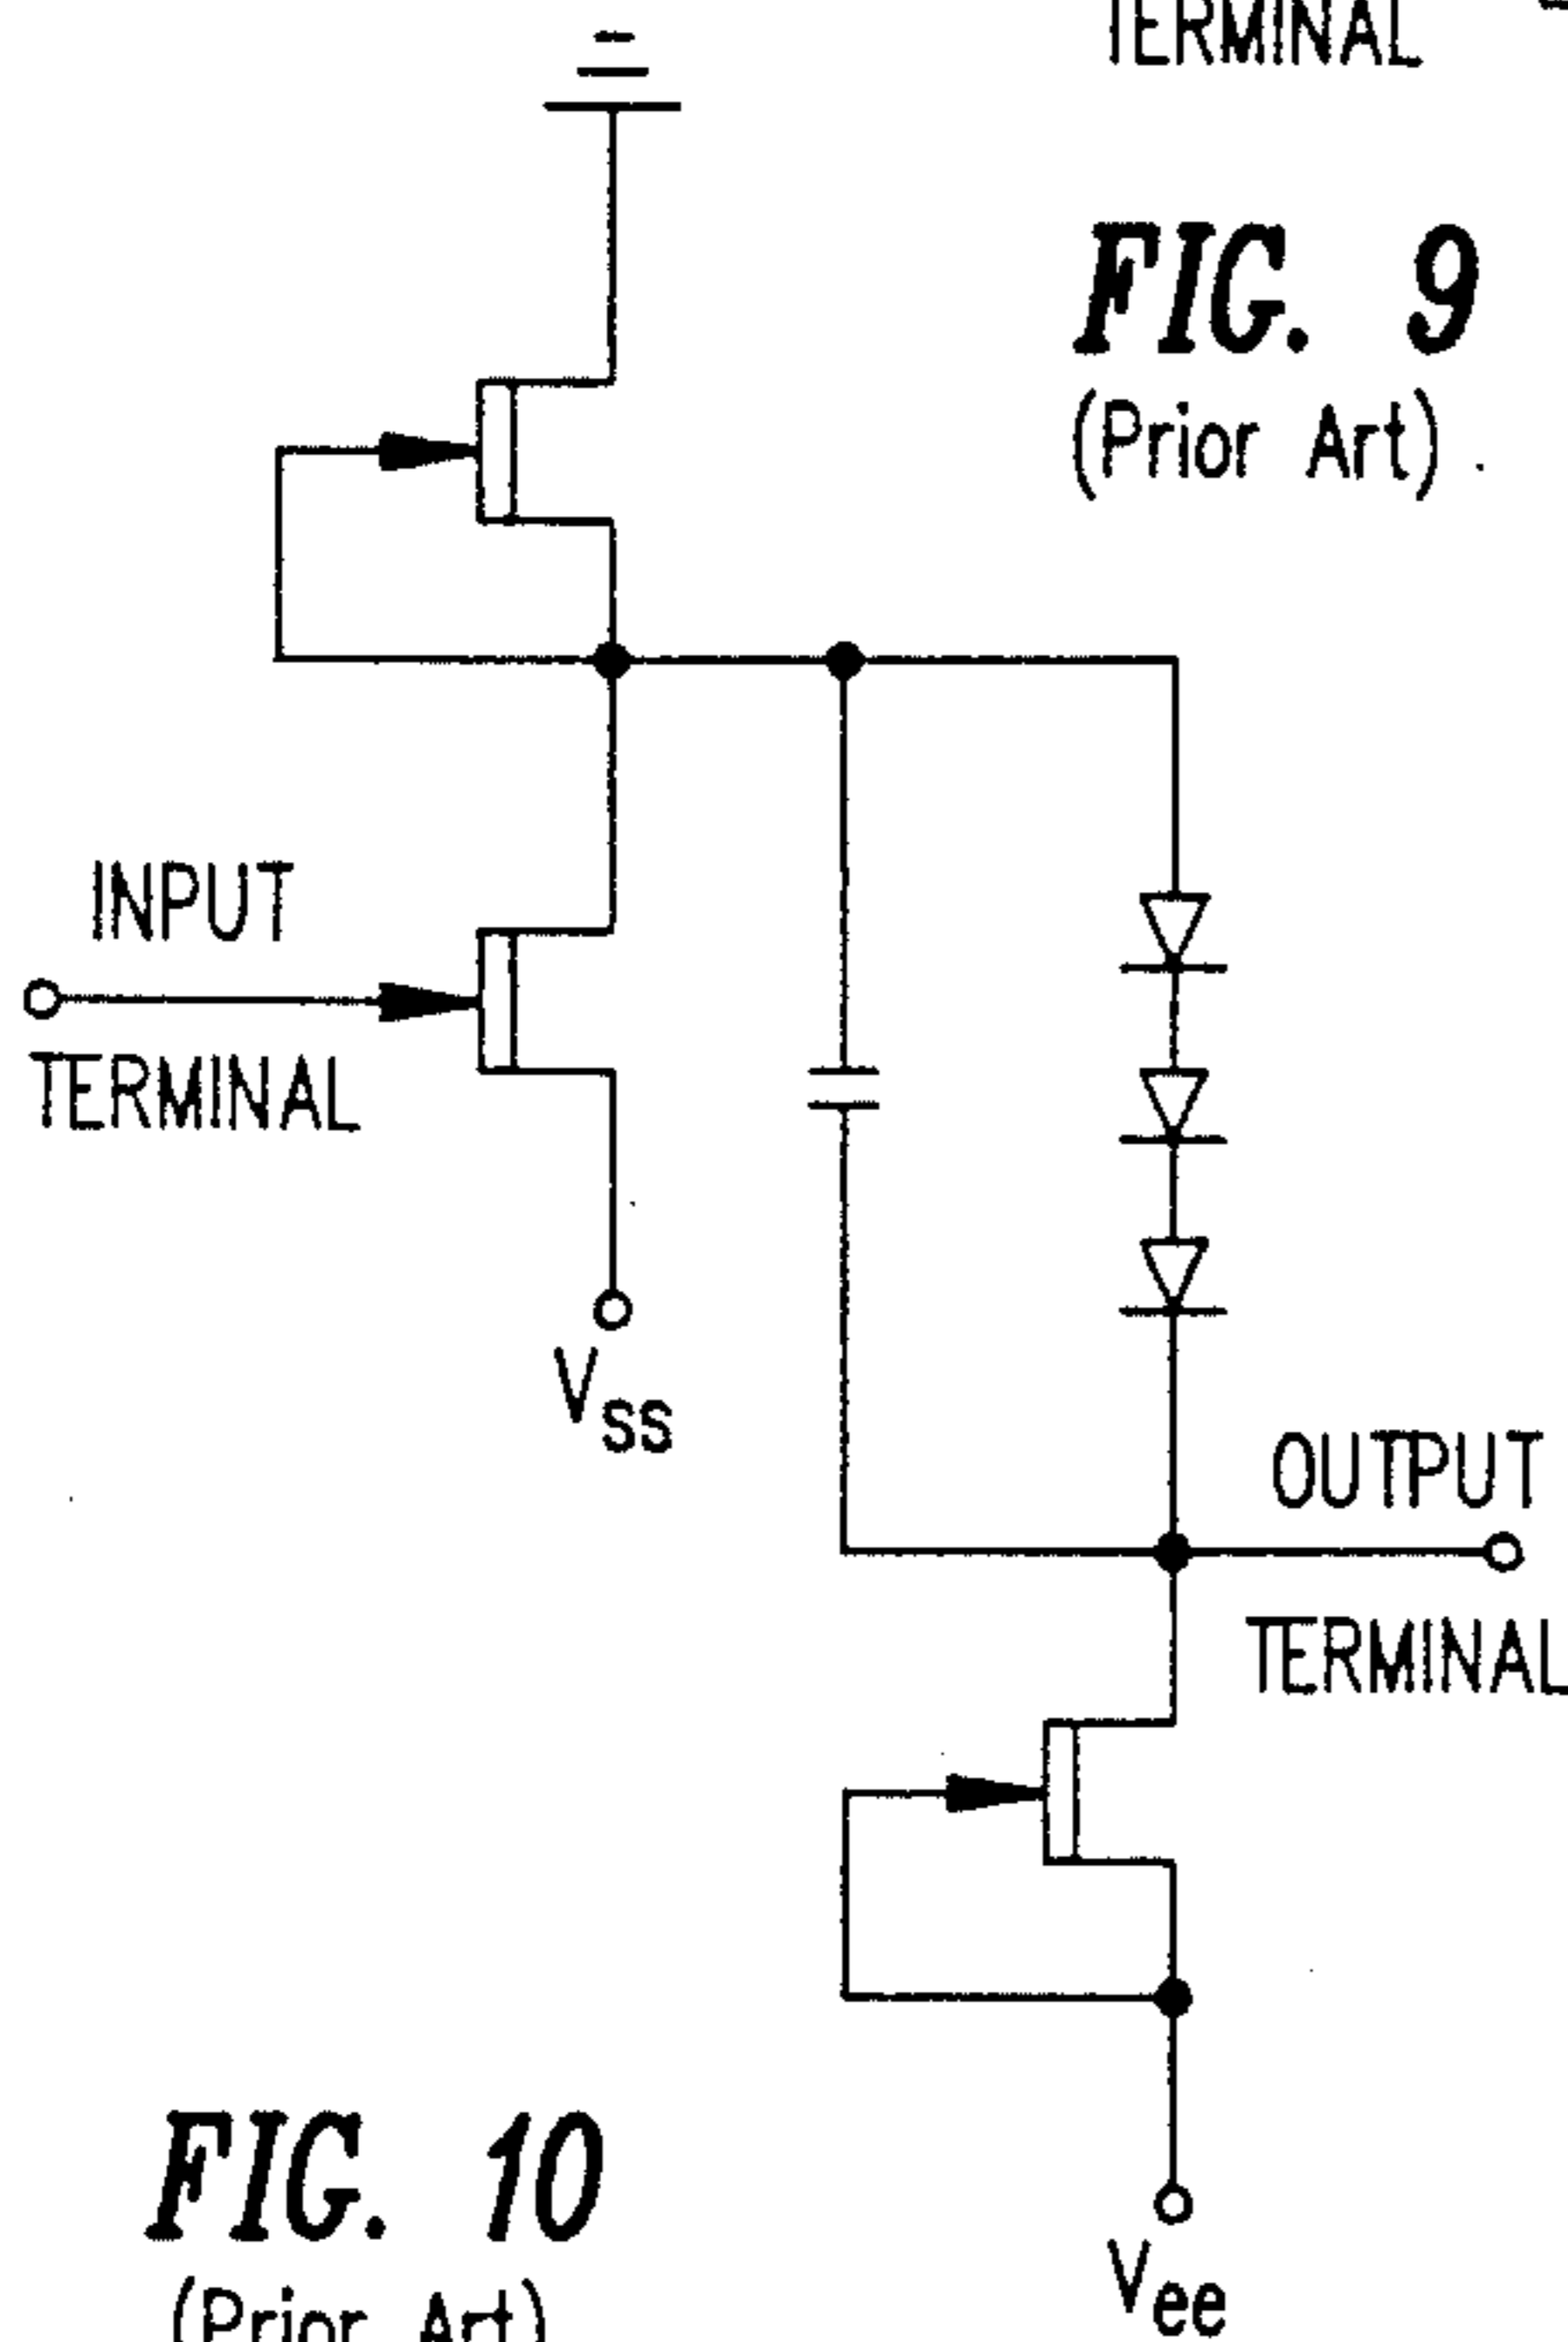 TERMINAL
FIG. 9
(Prior Art)
INPUT
TERMINAL
Vss
OUTPUT
TERMINAL
FIG. 10
(Prior Art)
Vee